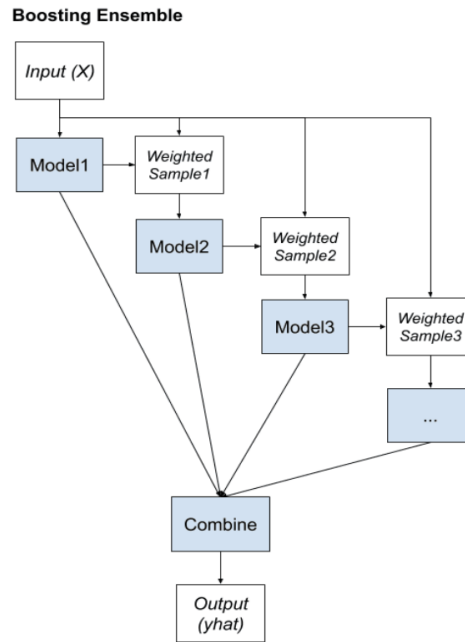 Boosting Ensemble
Input (X)
Model1
Weighted
Sample1
Model2
Weighted
Sample2
Model3
Weighted
Sample3
...
Combine
Output
(yhat)